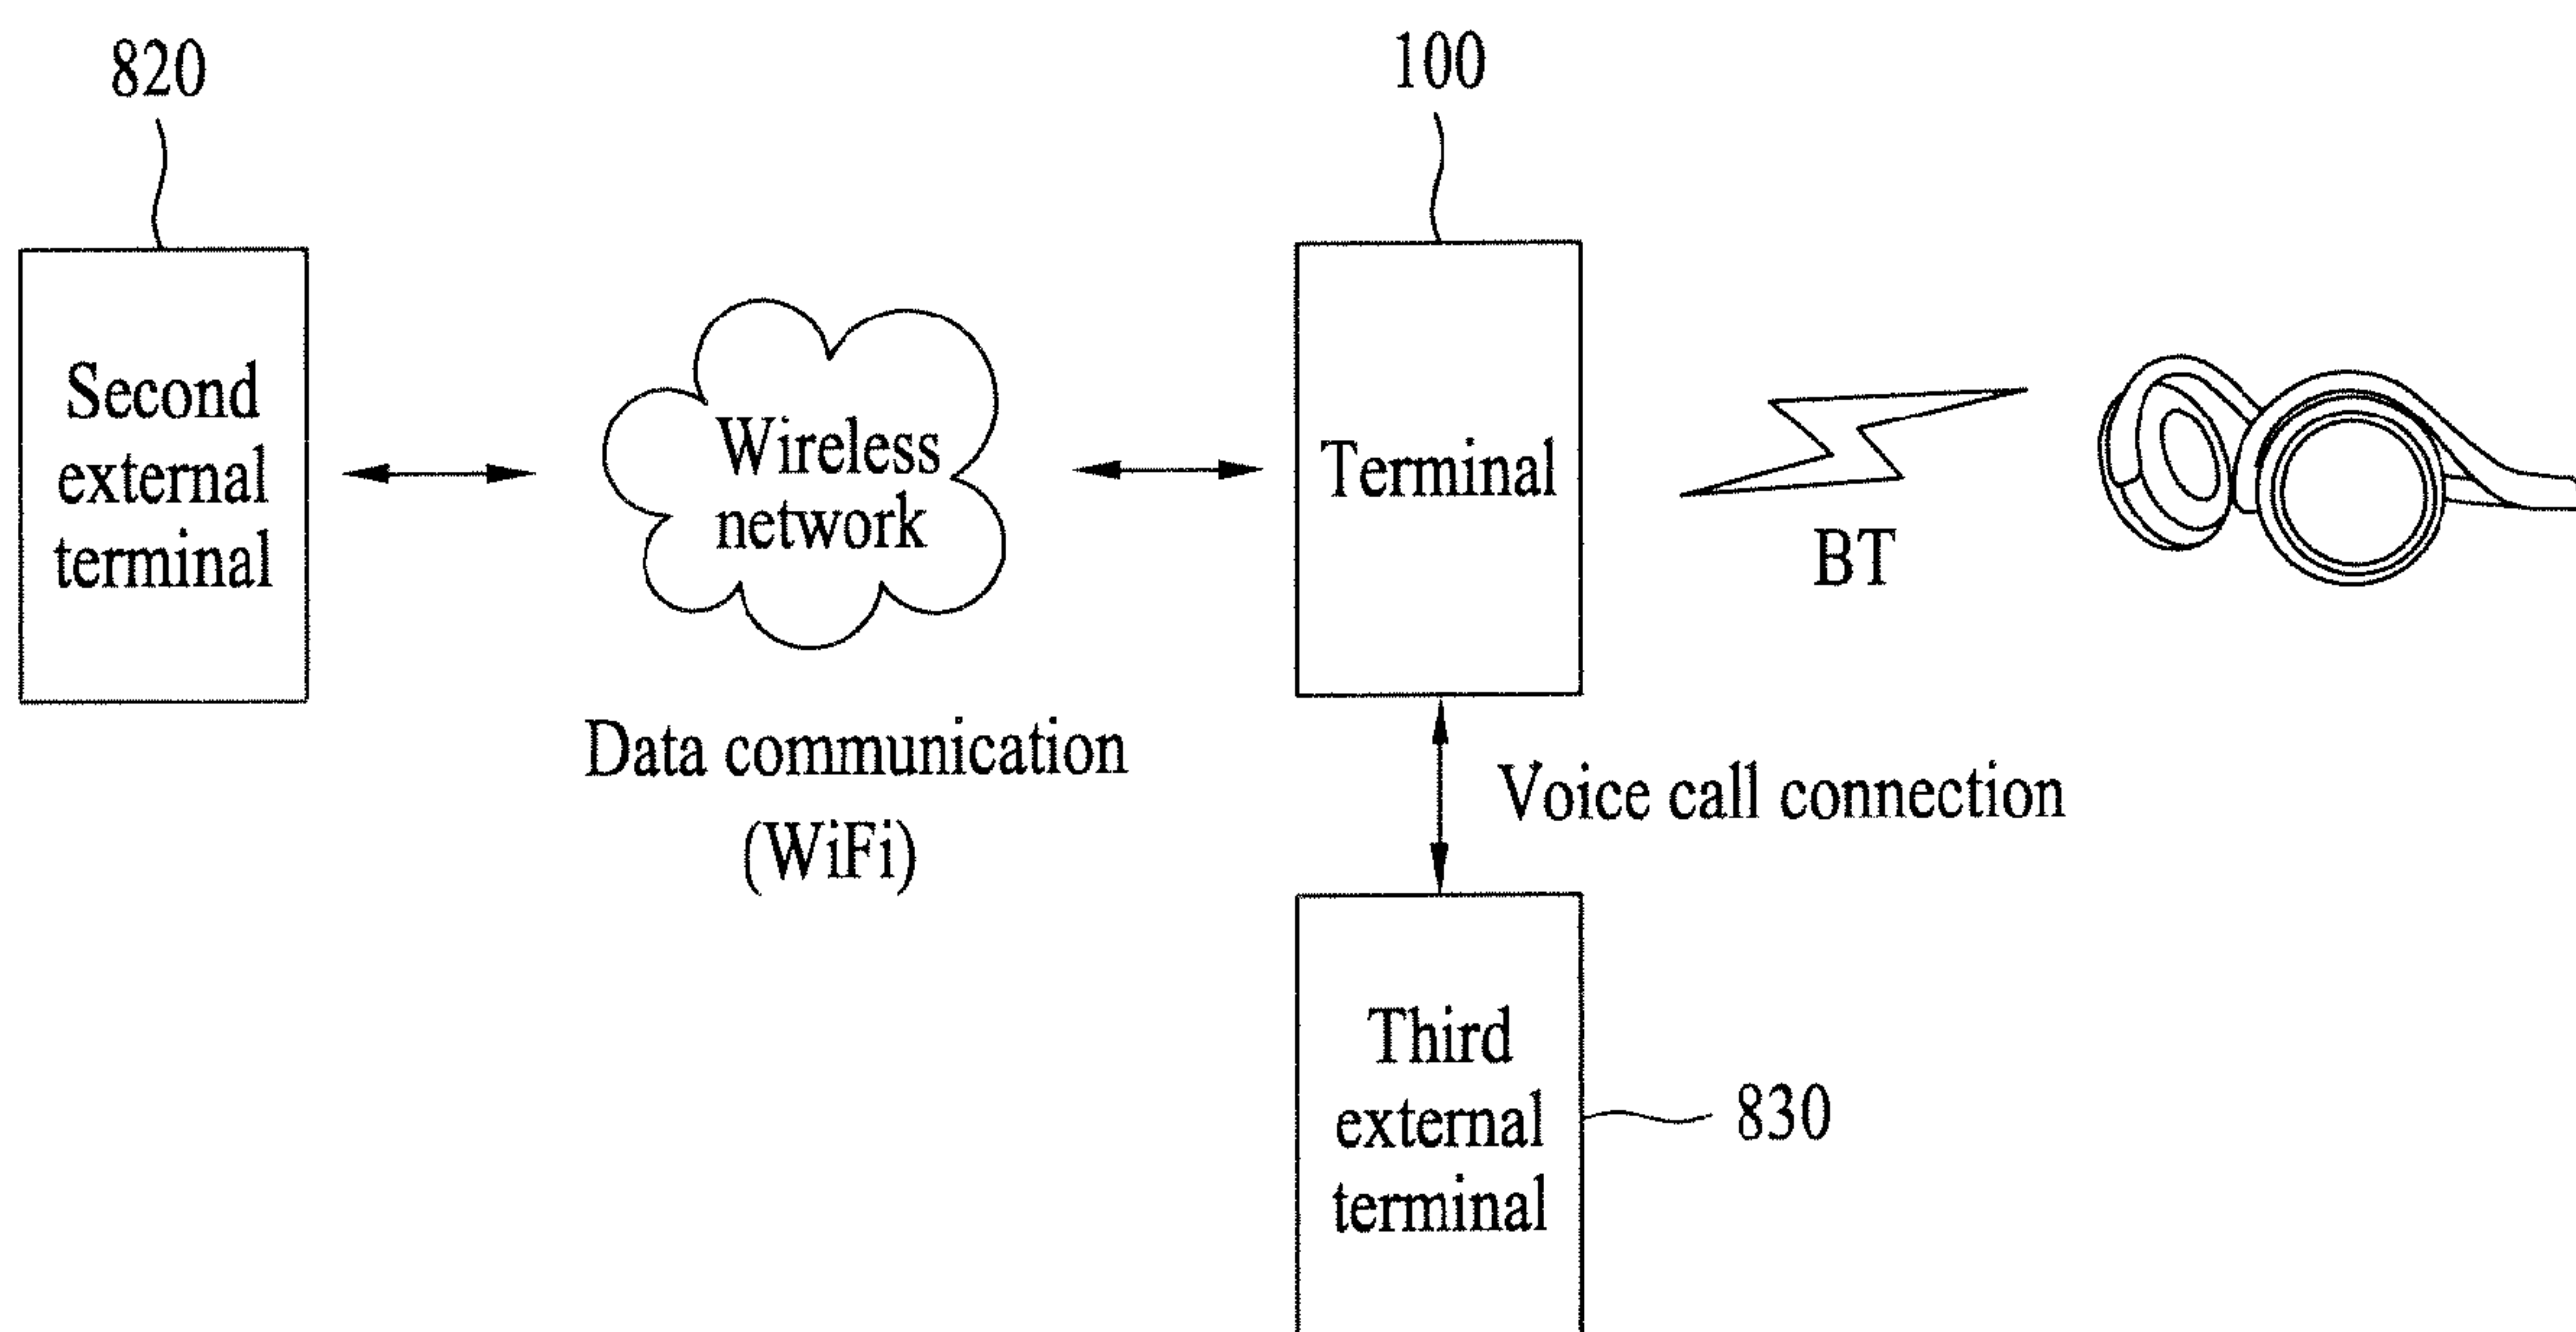 820
100
Second
external
terminal
Wireless
network
Terminal
BT
Data communication
(WiFi)
Voice call connection
Third
external
terminal
830